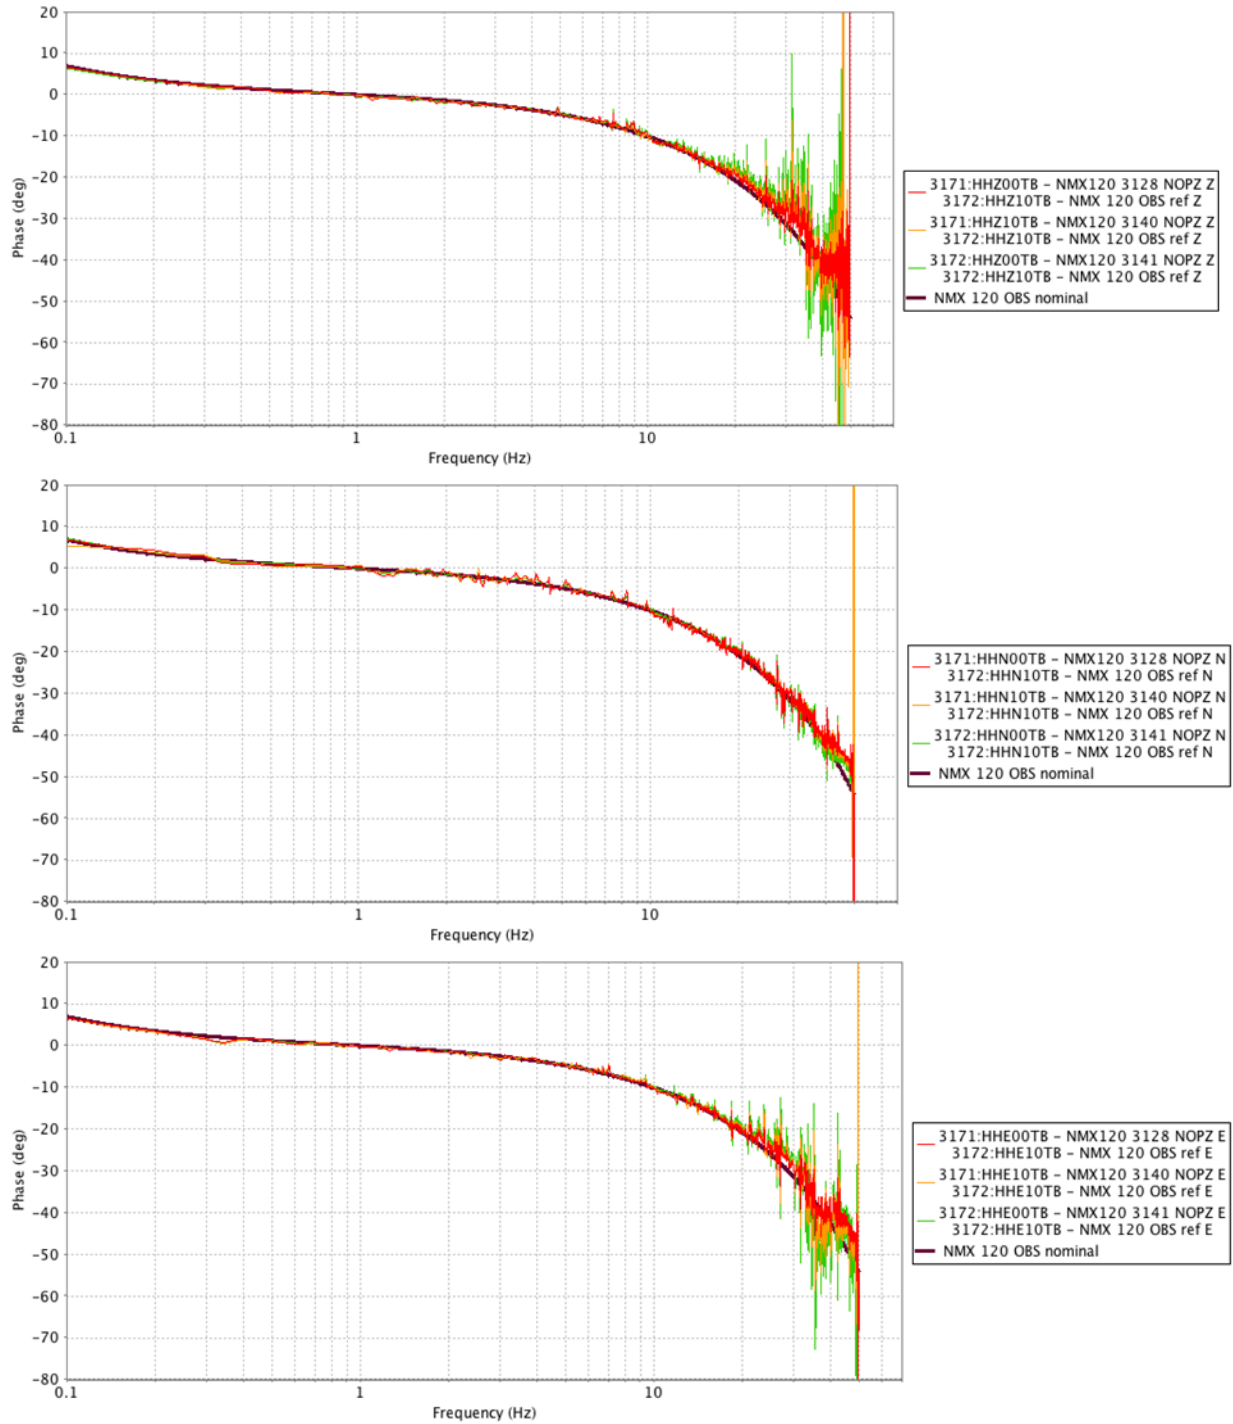 20
10
0
-10
-20
-30
-40
-50
-60
-70
-80
Phase (deg)
0.1
1
10
Frequency (Hz)
3171:HHZ00TB - NMX120 3128 NOPZ Z
3172:HHZ10TB - NMX 120 OBS ref Z
3171:HHZ10TB - NMX120 3140 NOPZ Z
3172:HHZ10TB - NMX 120 OBS ref Z
3172:HHZ00TB - NMX120 3141 NOPZ Z
3172:HHZ10TB - NMX 120 OBS ref Z
NMX 120 OBS nominal
20
10
0
-10
-20
-30
-40
-50
-60
-70
-80
Phase (deg)
0.1
1
10
Frequency (Hz)
3171:HHN00TB - NMX120 3128 NOPZ N
3172:HHN10TB - NMX 120 OBS ref N
3171:HHN10TB - NMX120 3140 NOPZ N
3172:HHN10TB - NMX 120 OBS ref N
3172:HHN00TB - NMX120 3141 NOPZ N
3172:HHN10TB - NMX 120 OBS ref N
NMX 120 OBS nominal
20
10
0
-10
-20
-30
-40
-50
-60
-70
-80
Phase (deg)
0.1
1
10
Frequency (Hz)
3171:HHE00TB - NMX120 3128 NOPZ E
3172:HHE10TB - NMX 120 OBS ref E
3171:HHE10TB - NMX120 3140 NOPZ E
3172:HHE10TB - NMX 120 OBS ref E
3172:HHE00TB - NMX120 3141 NOPZ E
3172:HHE10TB - NMX 120 OBS ref E
NMX 120 OBS nominal